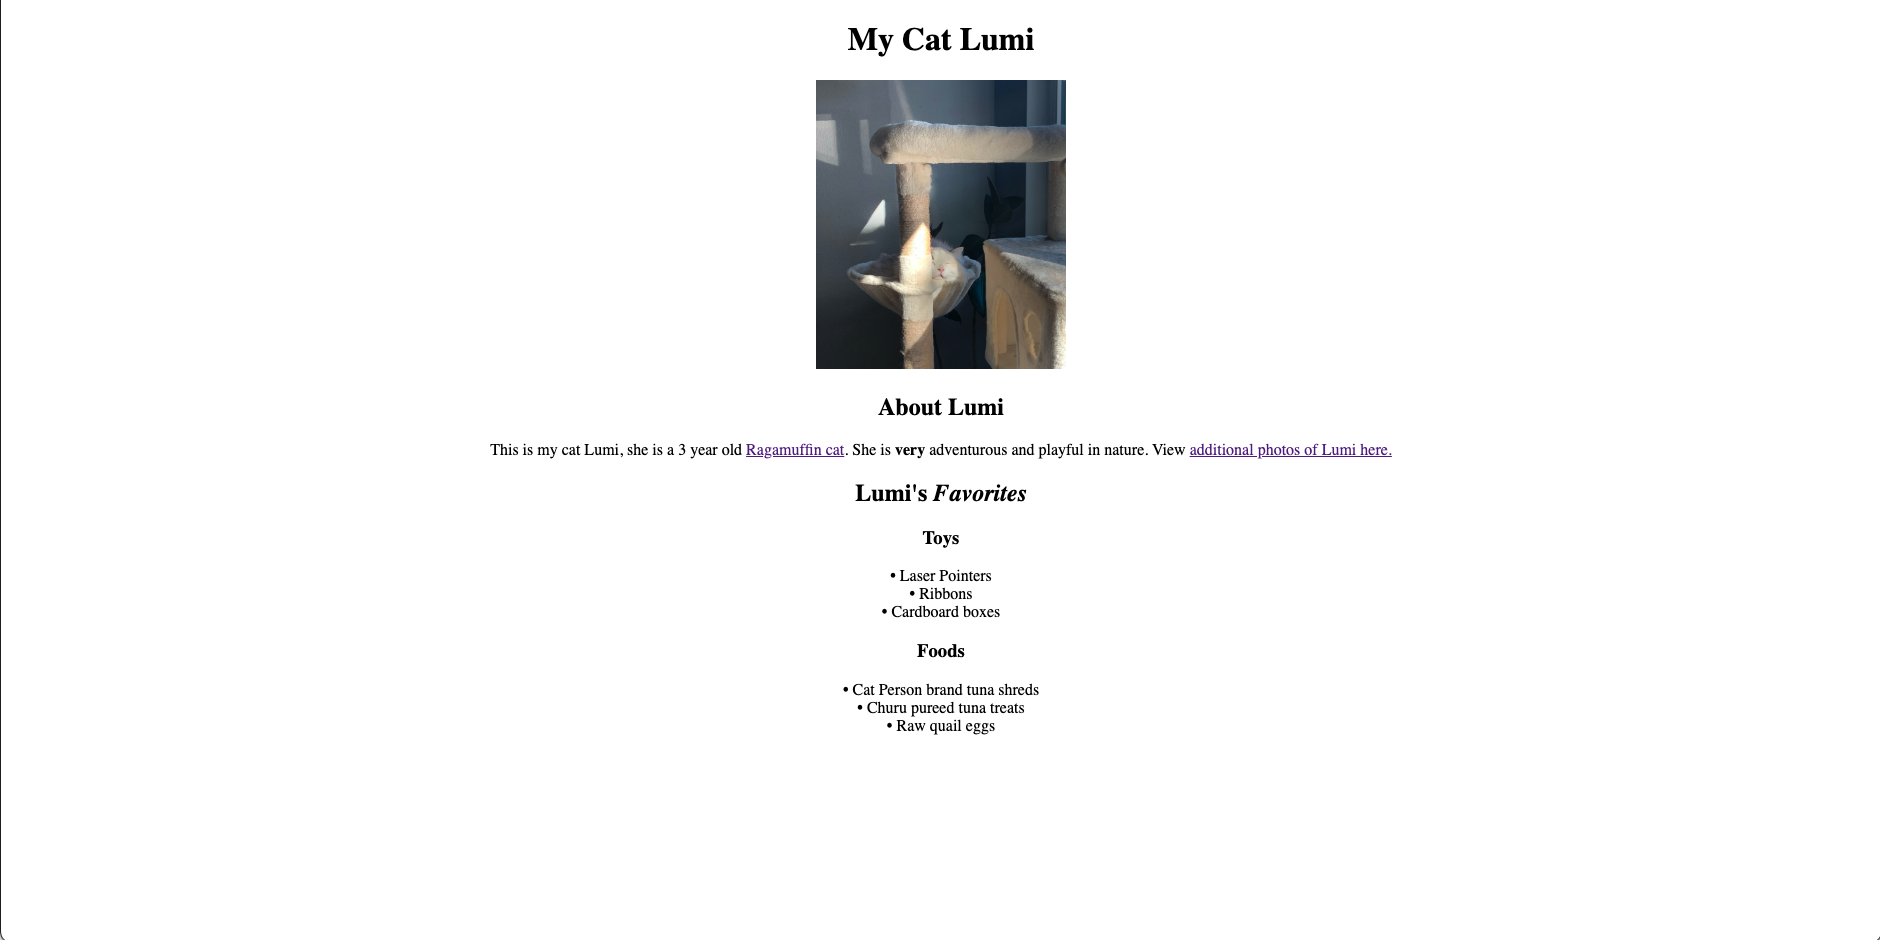 My Cat Lumi
About Lumi
This is my cat Lumi, she is a 3 year old Ragamuffin cat. She is very adventurous and playful in nature. View additional photos of Lumi here.
Lumi's Favorites
Toys
• Laser Pointers
• Ribbons
• Cardboard boxes
Foods
• Cat Person brand tuna shreds
• Churu pureed tuna treats
• Raw quail eggs